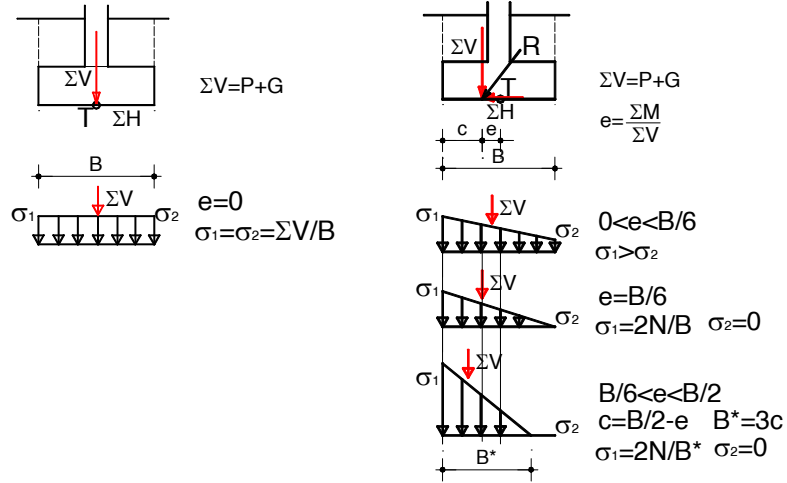 ΣV
ΣV=P+G
T
ΣH
B
ΣV
σ1
σ2
e=0
σ1=σ2=ΣV/B
R
ΣV
T
ΣV=P+G
ΣH
e=ΣM/ΣV
c
e
B
σ1
ΣV
σ2
0<e<B/6
σ1>σ2
σ1
ΣV
σ2
e=B/6
σ1=2N/B σ2=0
σ1
ΣV
σ2
B/6<e<B/2
c=B/2-e B*=3c
σ1=2N/B* σ2=0
B*